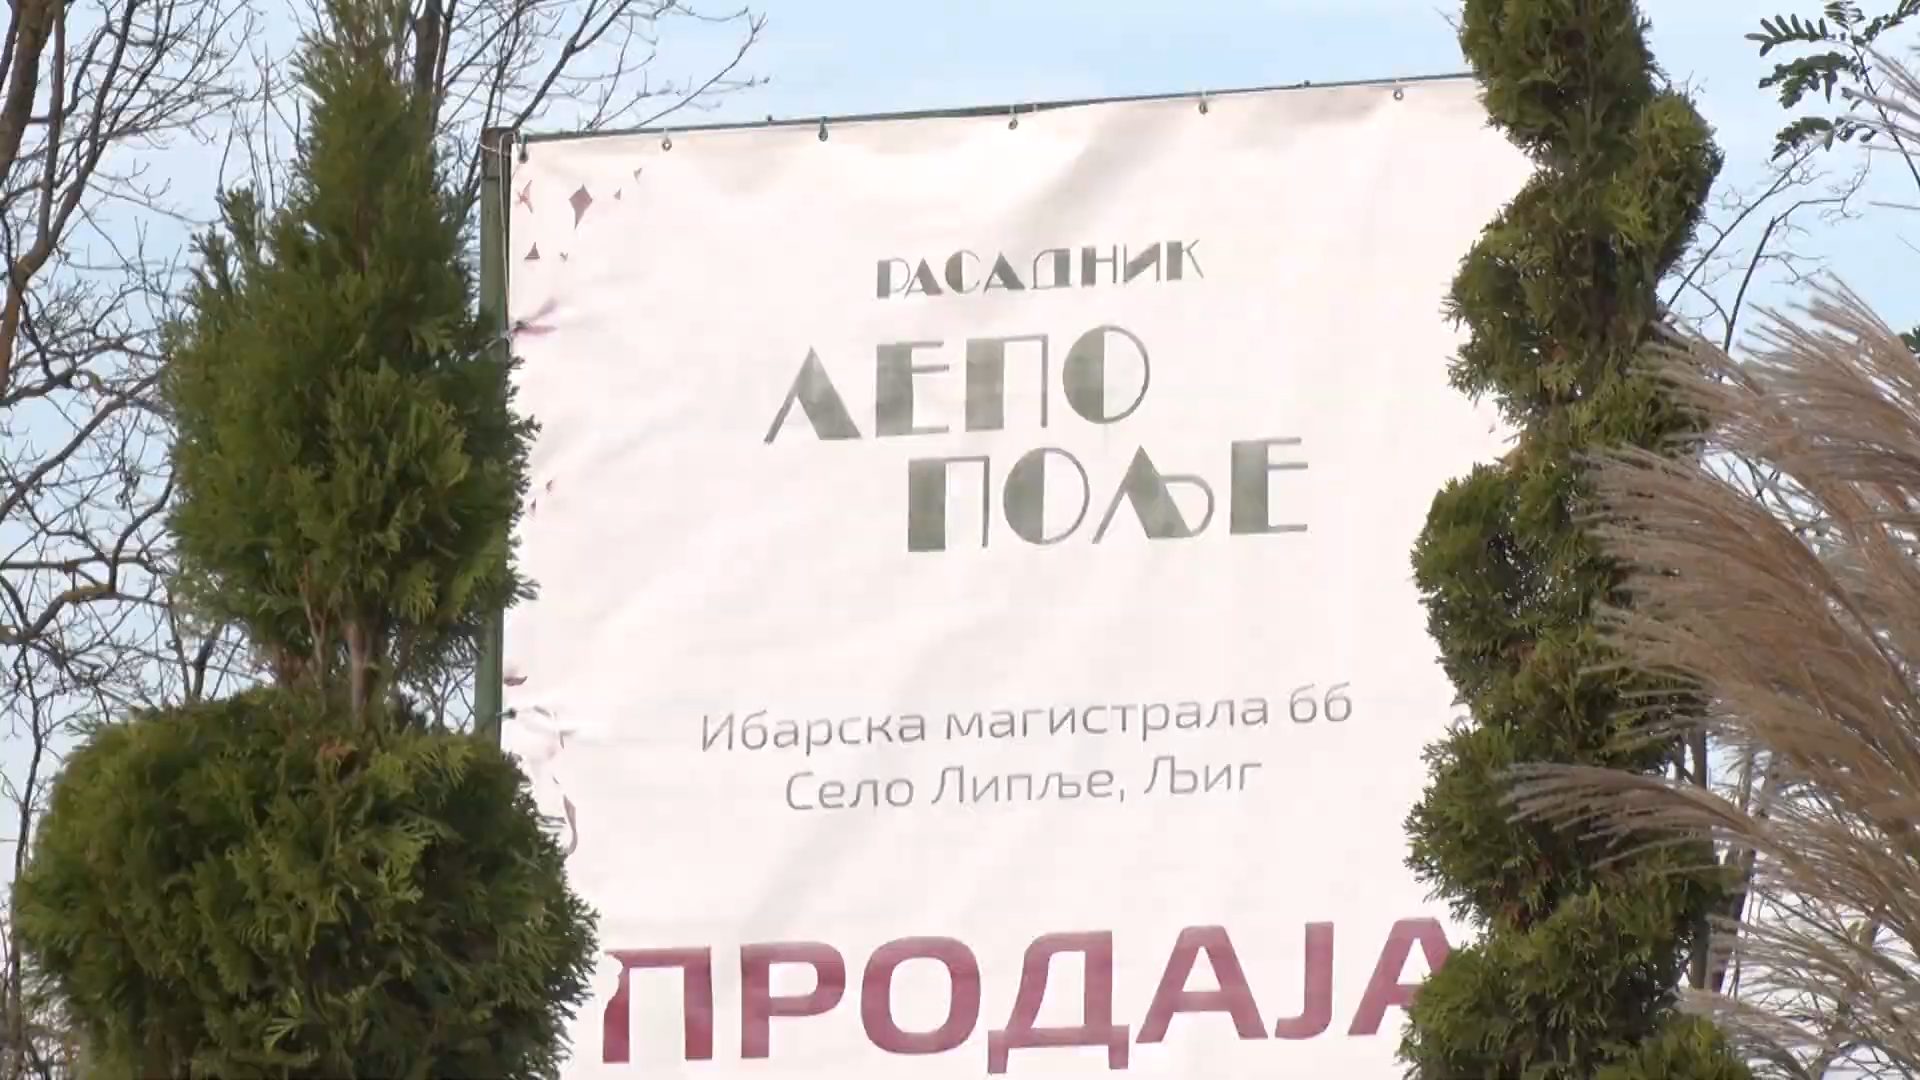 РАСАДНИК
ЛЕПО
ПОЉЕ
Ибарска магистрала бб
Село Липље, Љиг
ПРОДАЈА